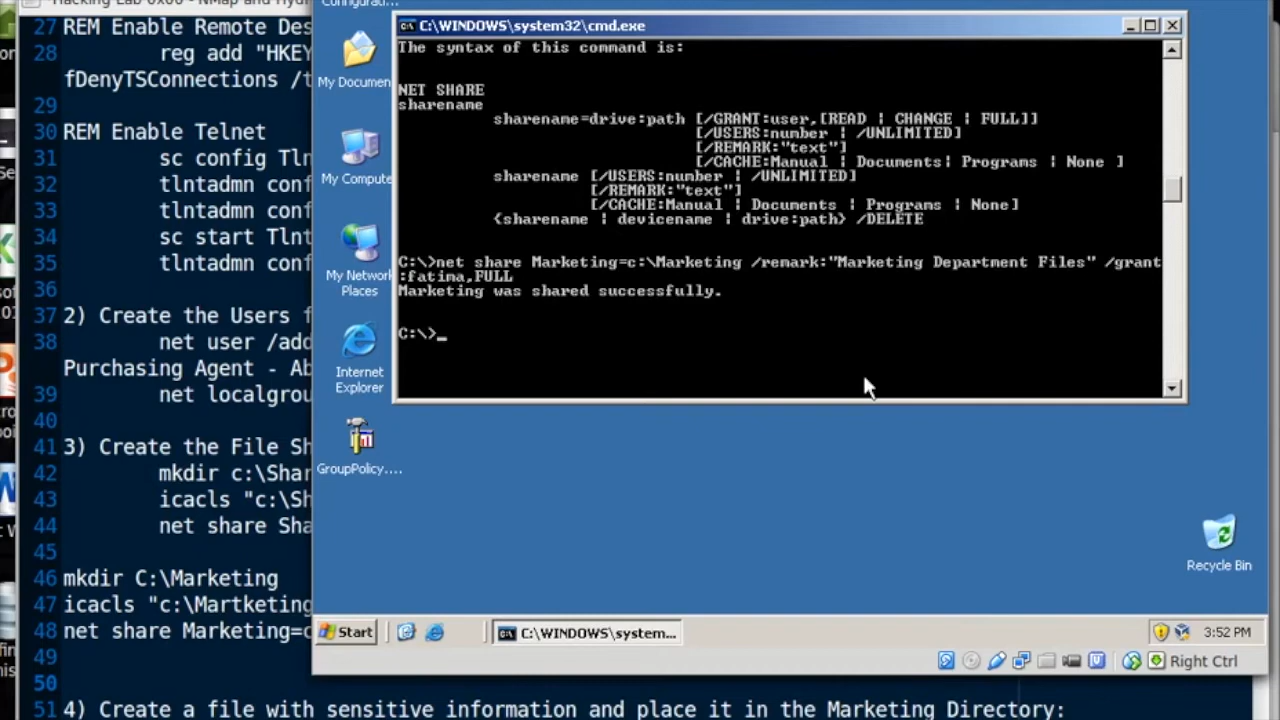 Hacking Lab 0x00 - NMap and Hydr
27 REM Enable Remote Des
28 reg add "HKEY
fDenyTSConnections /t
29
30 REM Enable Telnet
31 sc config Tln
32 tlntadmn conf
33 tlntadmn conf
34 sc start Tlnt
35 tlntadmn conf
36
37 2) Create the Users f
38 net user /add
Purchasing Agent - Ab
39 net localgrou
40
41 3) Create the File Sh
42 mkdir c:\Shar
43 icacls "c:\Sh
44 net share Sha
45
46 mkdir C:\Marketing
47 icacls "c:\Martketing
48 net share Marketing=c
49
50
51 4) Create a file with sensitive information and place it in the Marketing Directory:
My Documen
My Compute
My Network
Places
Internet
Explorer
GroupPolicy....
C:\WINDOWS\system32\cmd.exe
The syntax of this command is:
NET SHARE
sharename
sharename=drive:path [/GRANT:user,[READ | CHANGE | FULL]]
[/USERS:number | /UNLIMITED]
[/REMARK:"text"]
[/CACHE:Manual | Documents| Programs | None ]
sharename [/USERS:number | /UNLIMITED]
[/REMARK:"text"]
[/CACHE:Manual | Documents | Programs | None]
{sharename | devicename | drive:path} /DELETE
C:\>net share Marketing=c:\Marketing /remark:"Marketing Department Files" /grant
:fatima,FULL
Marketing was shared successfully.
C:\>_
Recycle Bin
Start
C:\WINDOWS\system...
3:52 PM
Right Ctrl